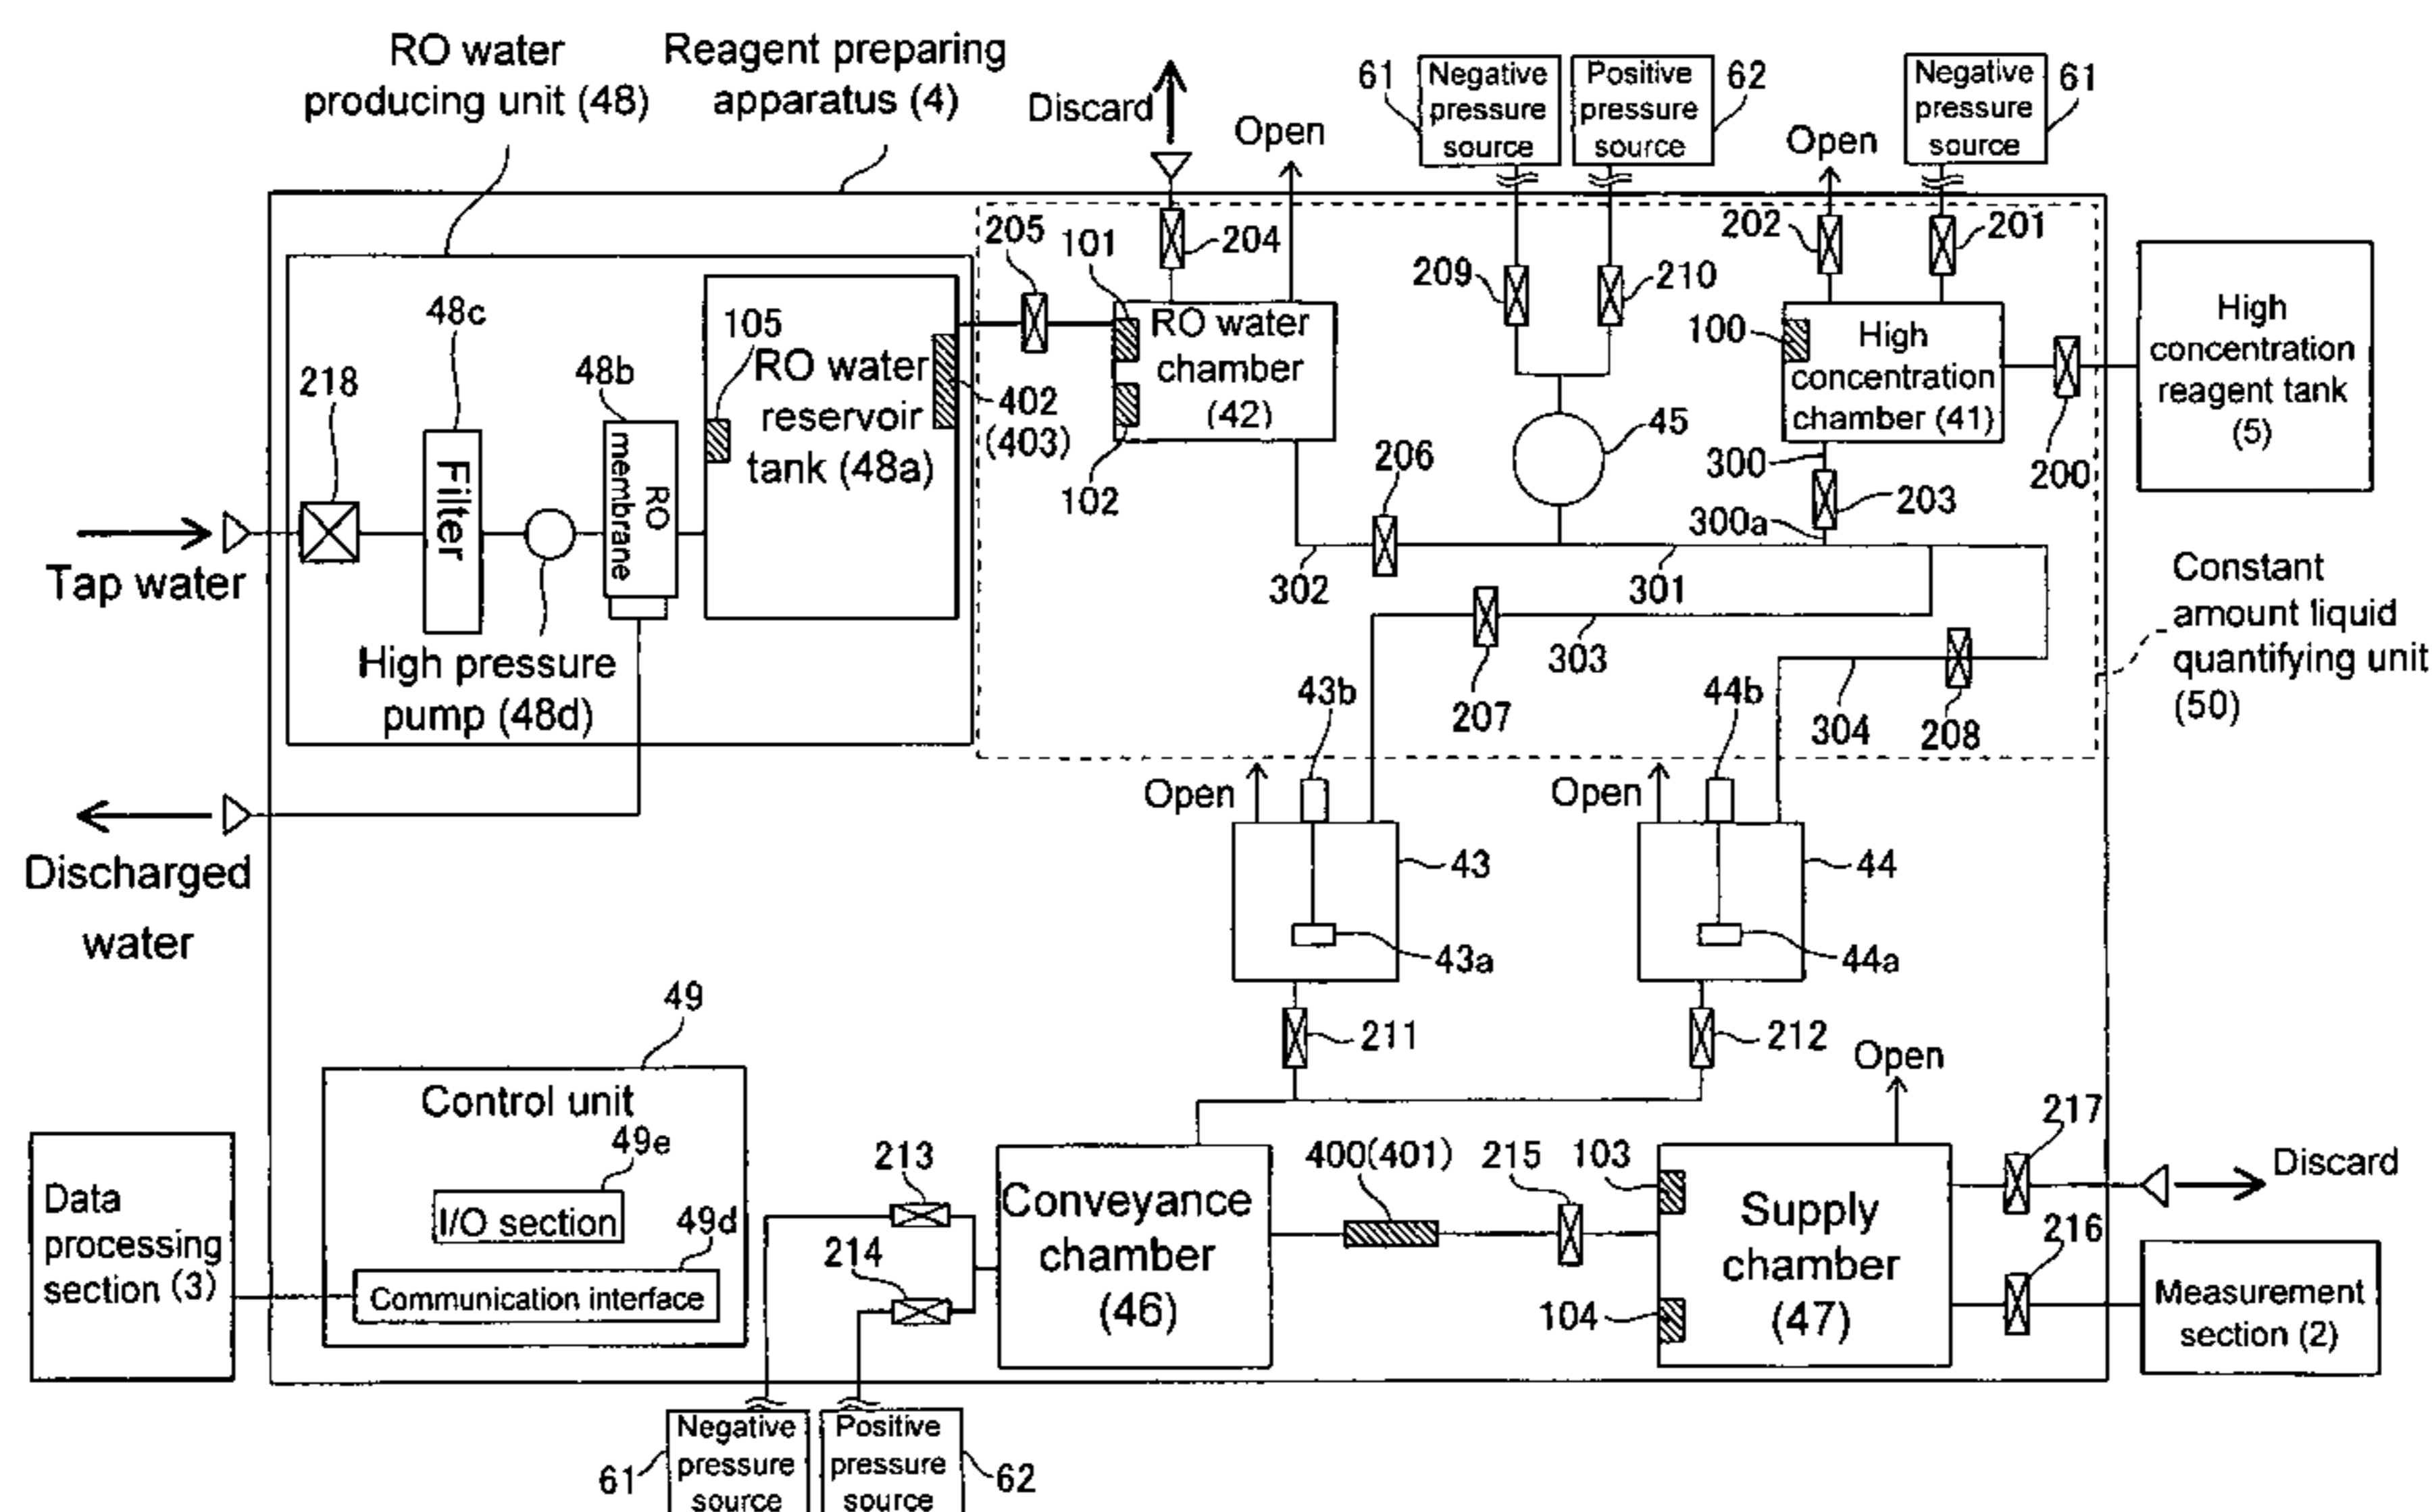 RO water
producing unit (48)
Reagent preparing
apparatus (4)
Discard
Open
61
Negative
pressure
source
Positive
pressure
source
62
Open
Negative
pressure
source
61
205
101
204
209
210
202
201
48c
105
218
48b
RO water
reservoir
tank (48a)
402
(403)
RO water
chamber
(42)
102
206
45
100
High
concentration
chamber (41)
300
203
300a
200
High
concentration
reagent tank
(5)
Filter
RO
membrane
Tap water
302
301
303
207
304
208
Constant
amount liquid
quantifying unit
(50)
High pressure
pump (48d)
43b
44b
Open
Open
Discharged
water
43
44
43a
44a
49
211
212
Open
Control unit
49e
I/O section
49d
Communication interface
Data
processing
section (3)
213
214
Conveyance
chamber
(46)
400(401)
215
103
104
Supply
chamber
(47)
217
Discard
216
Measurement
section (2)
61
Negative
pressure
source
Positive
pressure
source
62